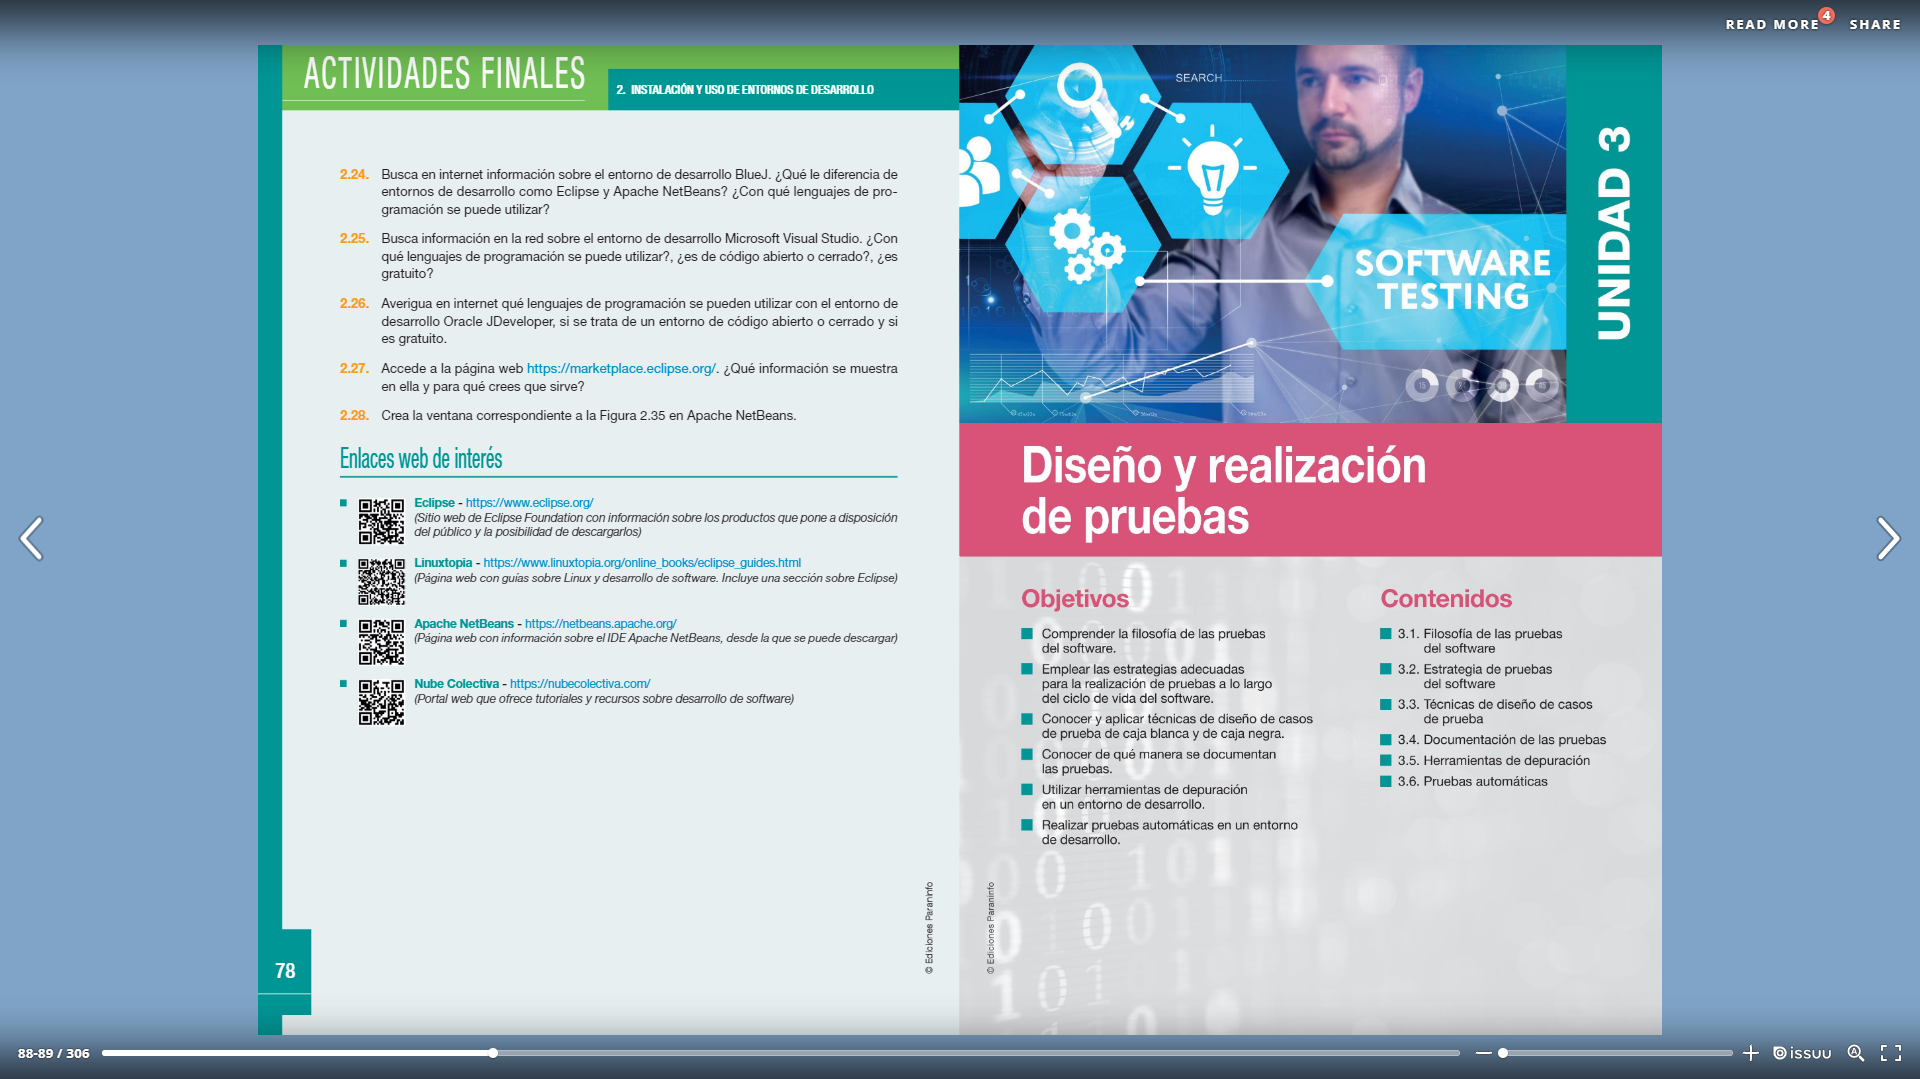 READ MORE 4 SHARE
ACTIVIDADES FINALES
2. INSTALACIÓN Y USO DE ENTORNOS DE DESARROLLO
2.24. Busca en internet información sobre el entorno de desarrollo BlueJ. ¿Qué le diferencia de
entornos de desarrollo como Eclipse y Apache NetBeans? ¿Con qué lenguajes de pro-
gramación se puede utilizar?
2.25. Busca información en la red sobre el entorno de desarrollo Microsoft Visual Studio. ¿Con
qué lenguajes de programación se puede utilizar?, ¿es de código abierto o cerrado?, ¿es
gratuito?
2.26. Averigua en internet qué lenguajes de programación se pueden utilizar con el entorno de
desarrollo Oracle JDeveloper, si se trata de un entorno de código abierto o cerrado y si
es gratuito.
2.27. Accede a la página web https://marketplace.eclipse.org/. ¿Qué información se muestra
en ella y para qué crees que sirve?
2.28. Crea la ventana correspondiente a la Figura 2.35 en Apache NetBeans.
Enlaces web de interés
Eclipse - https://www.eclipse.org/
(Sitio web de Eclipse Foundation con información sobre los productos que pone a disposición
del público y la posibilidad de descargarlos)
Linuxtopia - https://www.linuxtopia.org/online_books/eclipse_guides.html
(Página web con guías sobre Linux y desarrollo de software. Incluye una sección sobre Eclipse)
Apache NetBeans - https://netbeans.apache.org/
(Página web con información sobre el IDE Apache NetBeans, desde la que se puede descargar)
Nube Colectiva - https://nubecolectiva.com/
(Portal web que ofrece tutoriales y recursos sobre desarrollo de software)
© Ediciones Paraninfo
78
SEARCH
SOFTWARE
TESTING
UNIDAD 3
Diseño y realización
de pruebas
Objetivos
Comprender la filosofía de las pruebas
del software.
Emplear las estrategias adecuadas
para la realización de pruebas a lo largo
del ciclo de vida del software.
Conocer y aplicar técnicas de diseño de casos
de prueba de caja blanca y de caja negra.
Conocer de qué manera se documentan
las pruebas.
Utilizar herramientas de depuración
en un entorno de desarrollo.
Realizar pruebas automáticas en un entorno
de desarrollo.
Contenidos
3.1. Filosofía de las pruebas
del software
3.2. Estrategia de pruebas
del software
3.3. Técnicas de diseño de casos
de prueba
3.4. Documentación de las pruebas
3.5. Herramientas de depuración
3.6. Pruebas automáticas
© Ediciones Paraninfo
88-89 / 306
issuu